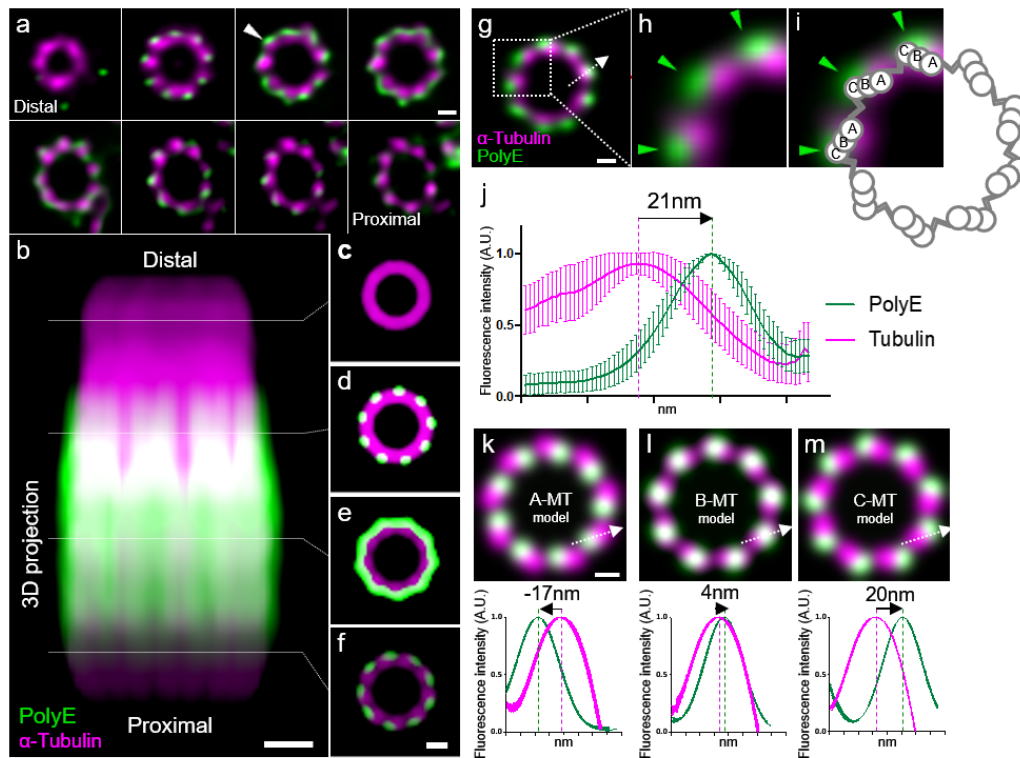 a
Distal
Proximal
b
Distal
3D projection
PolyE
α-Tubulin
Proximal
c
d
e
f
g
α-Tubulin
PolyE
h
i
C B A
C B A
A
B
C
j
21nm
Fluorescence intensity (A.U.)
1.0
0.5
0.0
nm
PolyE
Tubulin
k
A-MT
model
l
B-MT
model
m
C-MT
model
-17nm
Fluorescence intensity (A.U.)
1.0
0.5
0.0
nm
4nm
Fluorescence intensity (A.U.)
1.0
0.5
0.0
nm
20nm
Fluorescence intensity (A.U.)
1.0
0.5
0.0
nm